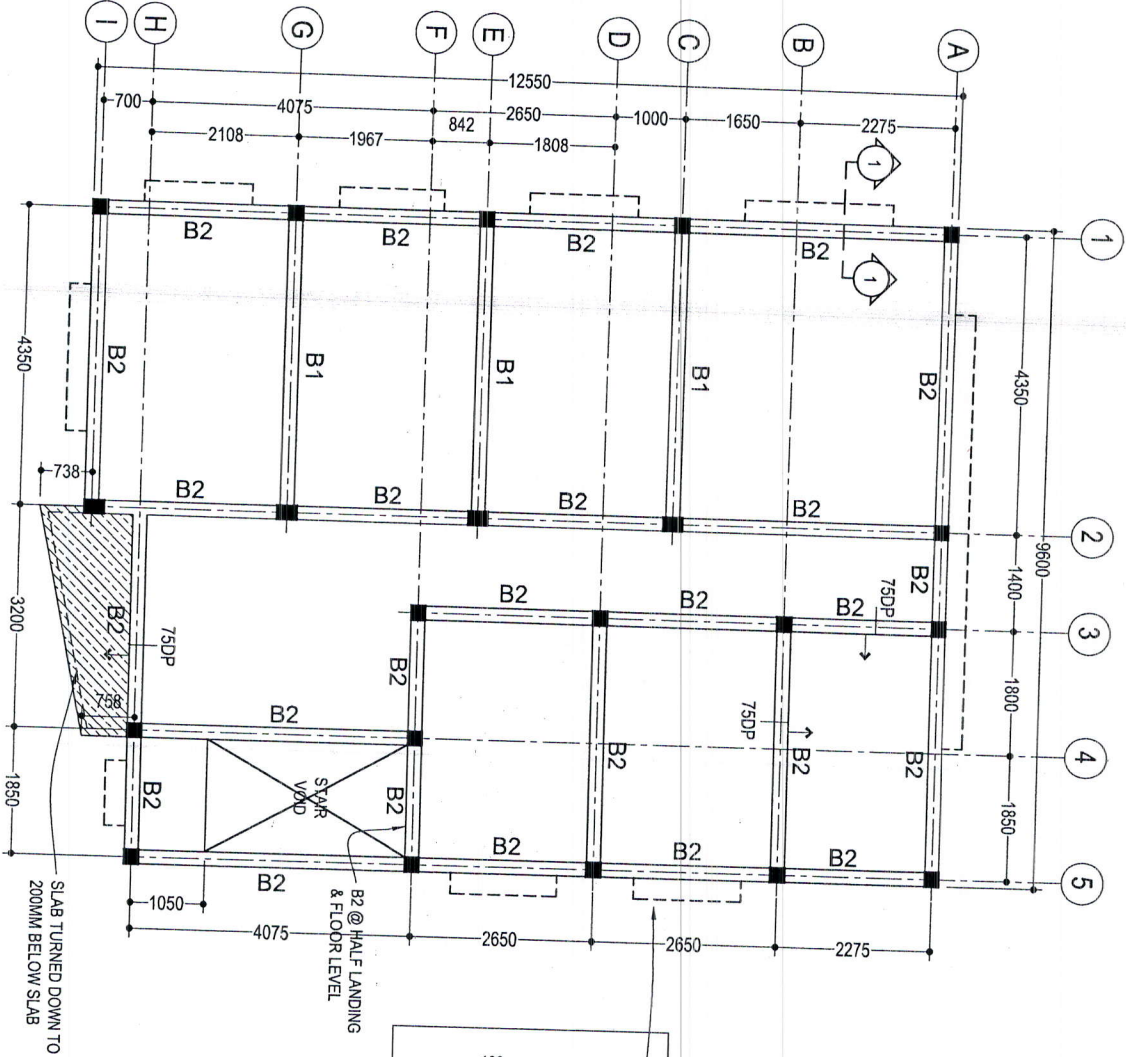 I
H
G
F
E
D
C
B
A
12550
700
4075
2650
1000
1650
2275
2108
1967
842
1808
1
1
1
2
3
4
5
B2
B2
B2
B2
4350
9600
4350
1400
1800
1850
B2
B1
B1
B1
B2
738
B2
B2
B2
B2
B2
3200
B2
75DP
758
B2
B2
B2
B2
75DP
75DP
B2
B2
B2
B2
B2
STAIR
VOID
B2
B2
1850
B2
B2
B2
B2
1050
4075
2650
2650
2275
B2 @ HALF LANDING
& FLOOR LEVEL
SLAB TURNED DOWN TO
200MM BELOW SLAB